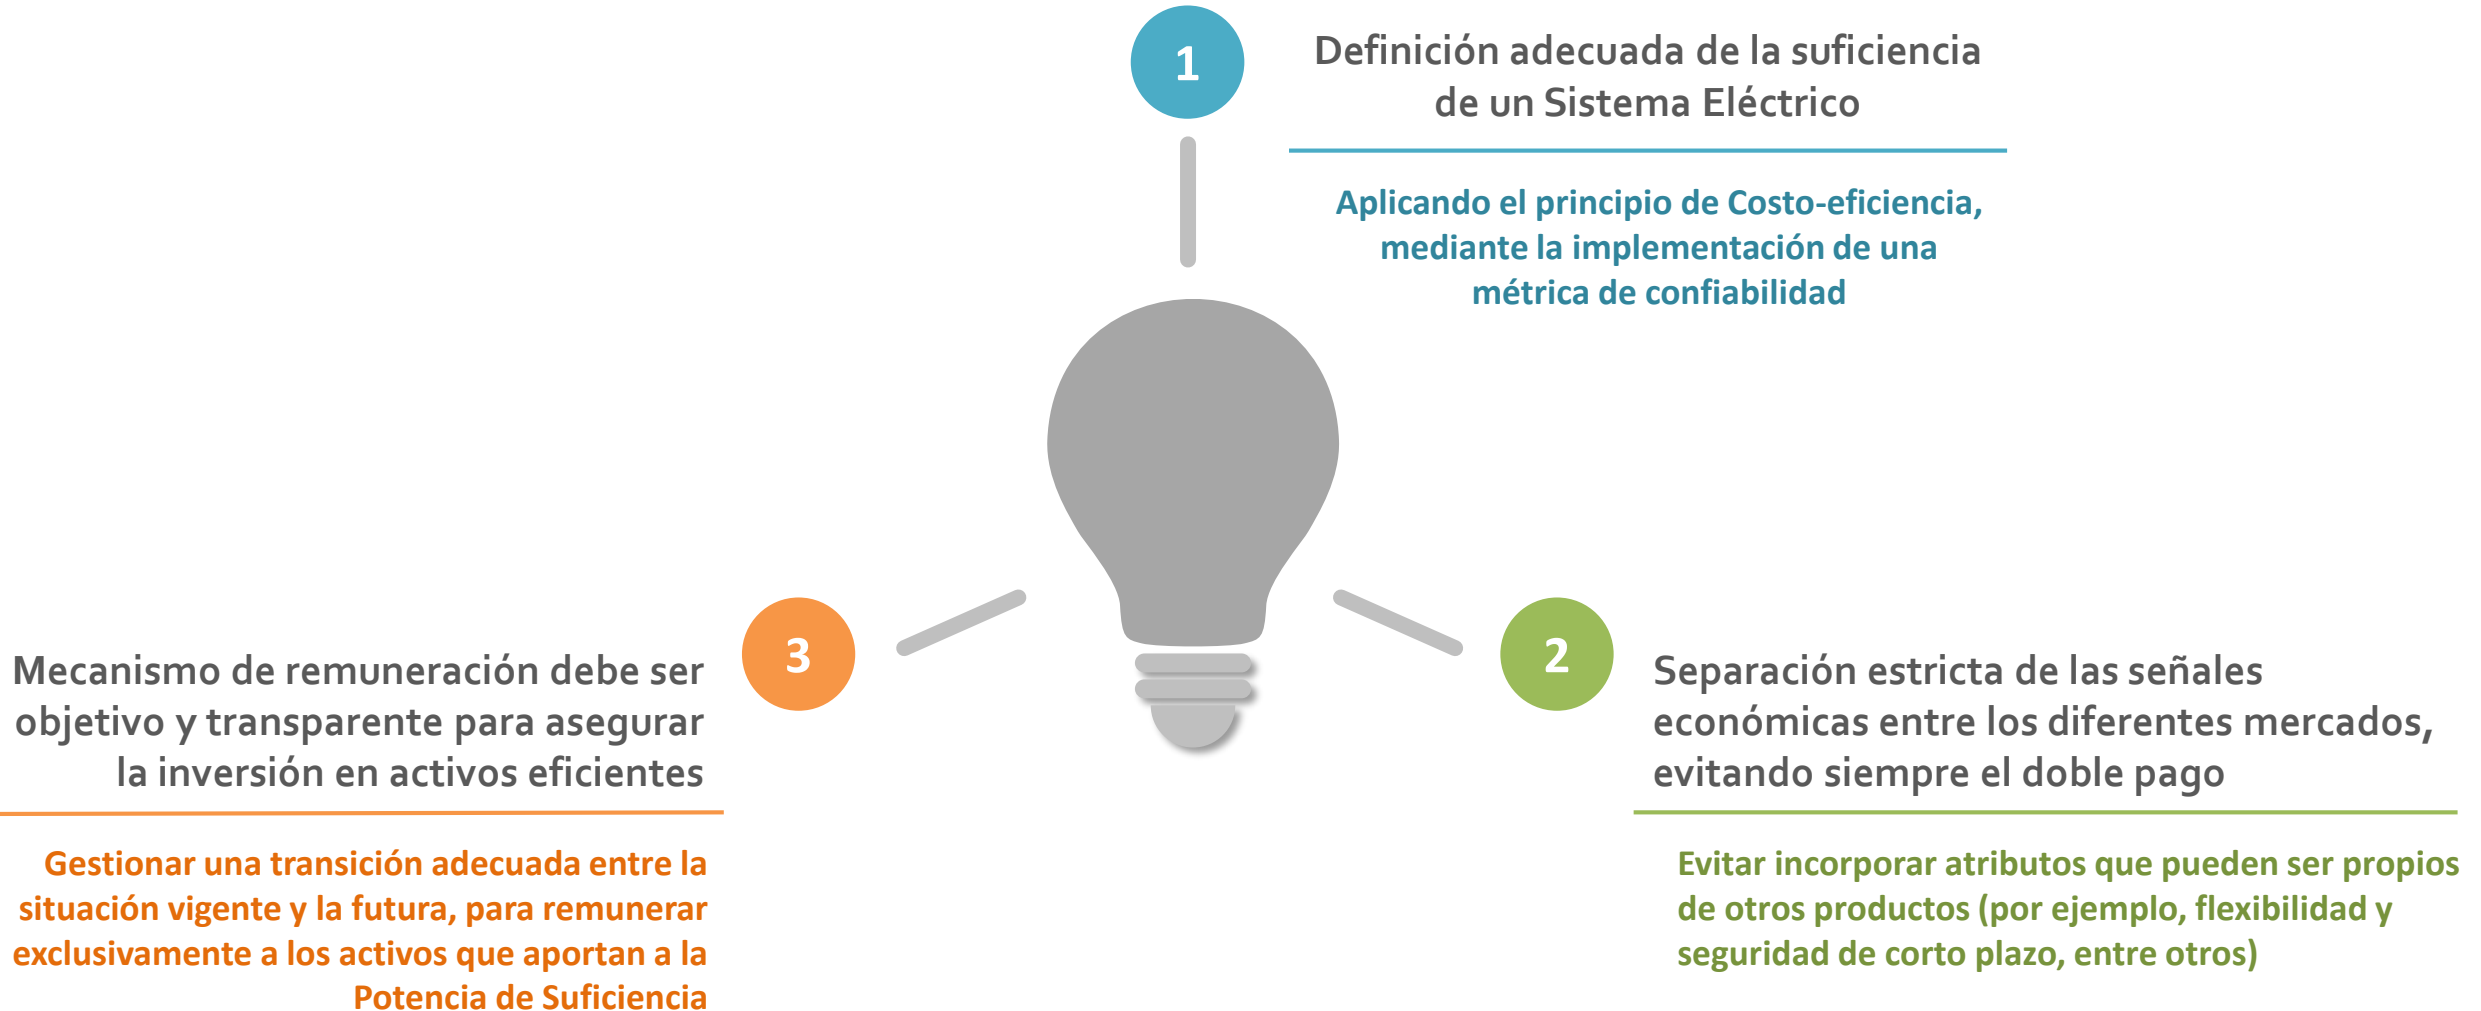 1
Definición adecuada de la suficiencia
de un Sistema Eléctrico
Aplicando el principio de Costo-eficiencia,
mediante la implementación de una
métrica de confiabilidad
2
Separación estricta de las señales
económicas entre los diferentes mercados,
evitando siempre el doble pago
Evitar incorporar atributos que pueden ser propios
de otros productos (por ejemplo, flexibilidad y
seguridad de corto plazo, entre otros)
3
Mecanismo de remuneración debe ser
objetivo y transparente para asegurar
la inversión en activos eficientes
Gestionar una transición adecuada entre la
situación vigente y la futura, para remunerar
exclusivamente a los activos que aportan a la
Potencia de Suficiencia